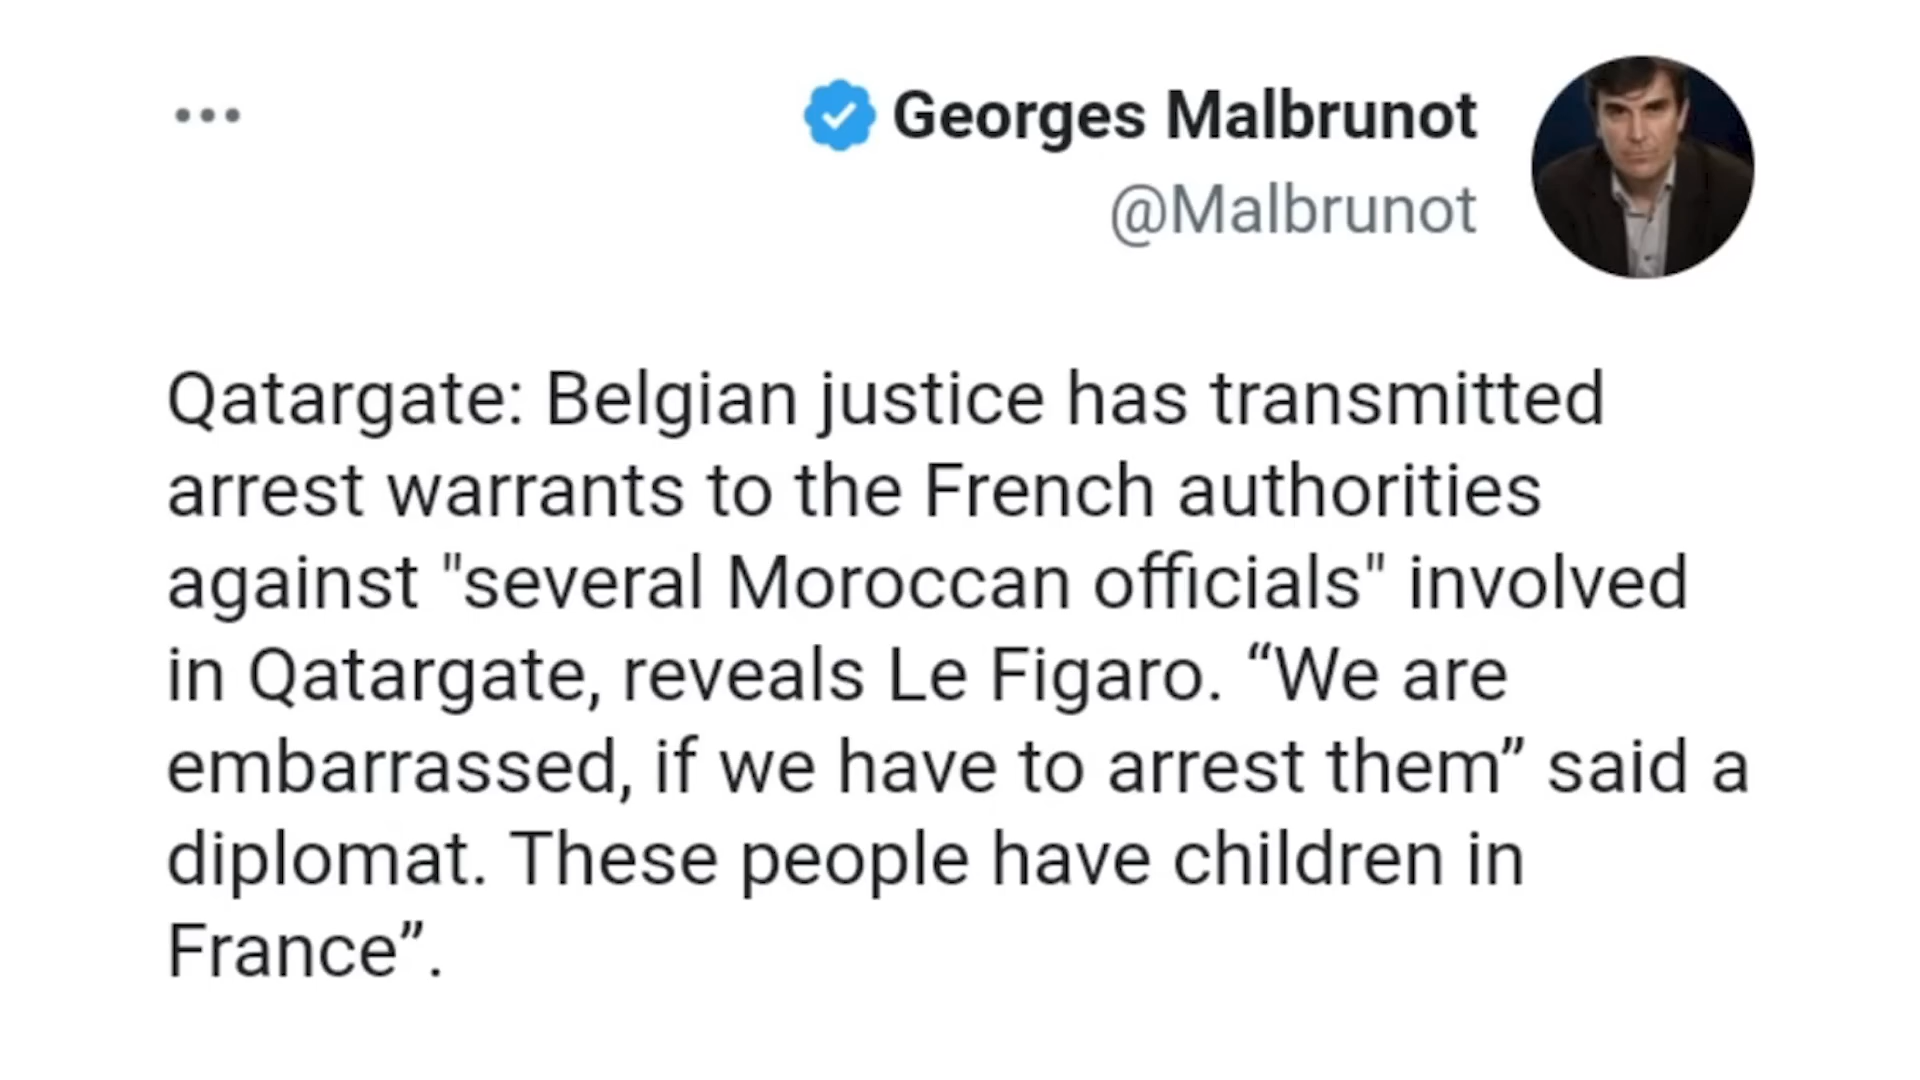 Georges Malbrunot
@Malbrunot
Qatargate: Belgian justice has transmitted
arrest warrants to the French authorities
against "several Moroccan officials" involved
in Qatargate, reveals Le Figaro. “We are
embarrassed, if we have to arrest them” said a
diplomat. These people have children in
France”.